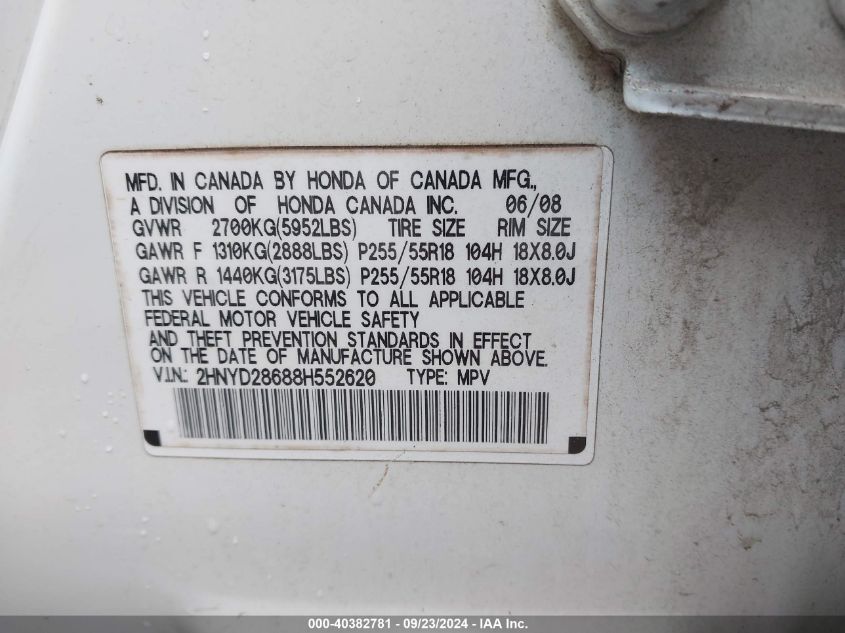 MFD. IN CANADA BY HONDA OF CANADA MFG.,
A DIVISION OF HONDA CANADA INC. 06/08
GVWR 2700KG(5952LBS) TIRE SIZE RIM SIZE
GAWR F 1310KG(2888LBS) P255/55R18 104H 18X8.0J
GAWR R 1440KG(3175LBS) P255/55R18 104H 18X8.0J
THIS VEHICLE CONFORMS TO ALL APPLICABLE
FEDERAL MOTOR VEHICLE SAFETY
AND THEFT PREVENTION STANDARDS IN EFFECT
ON THE DATE OF MANUFACTURE SHOWN ABOVE.
V.I.N.: 2HNYD28688H552620 TYPE: MPV
000-40382781 - 09/23/2024 - IAA Inc.